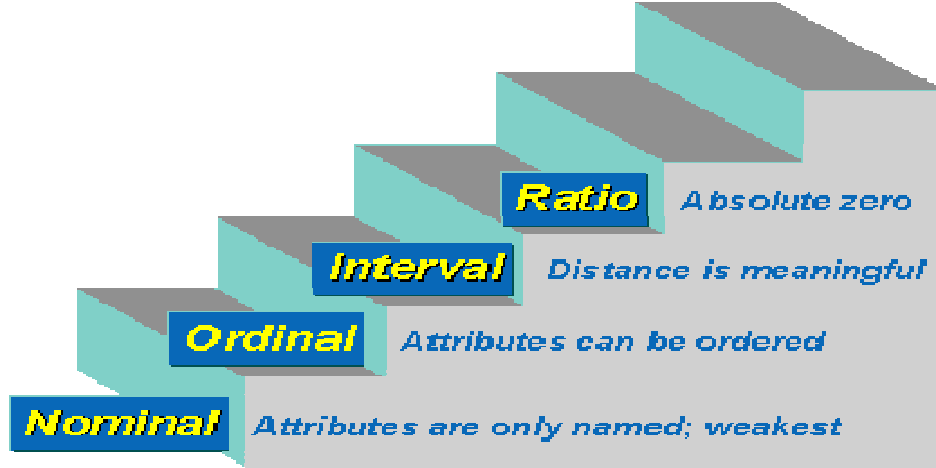 Ratio Absolute zero
Interval Distance is meaningful
Ordinal Attributes can be ordered
Nominal Attributes are only named; weakest